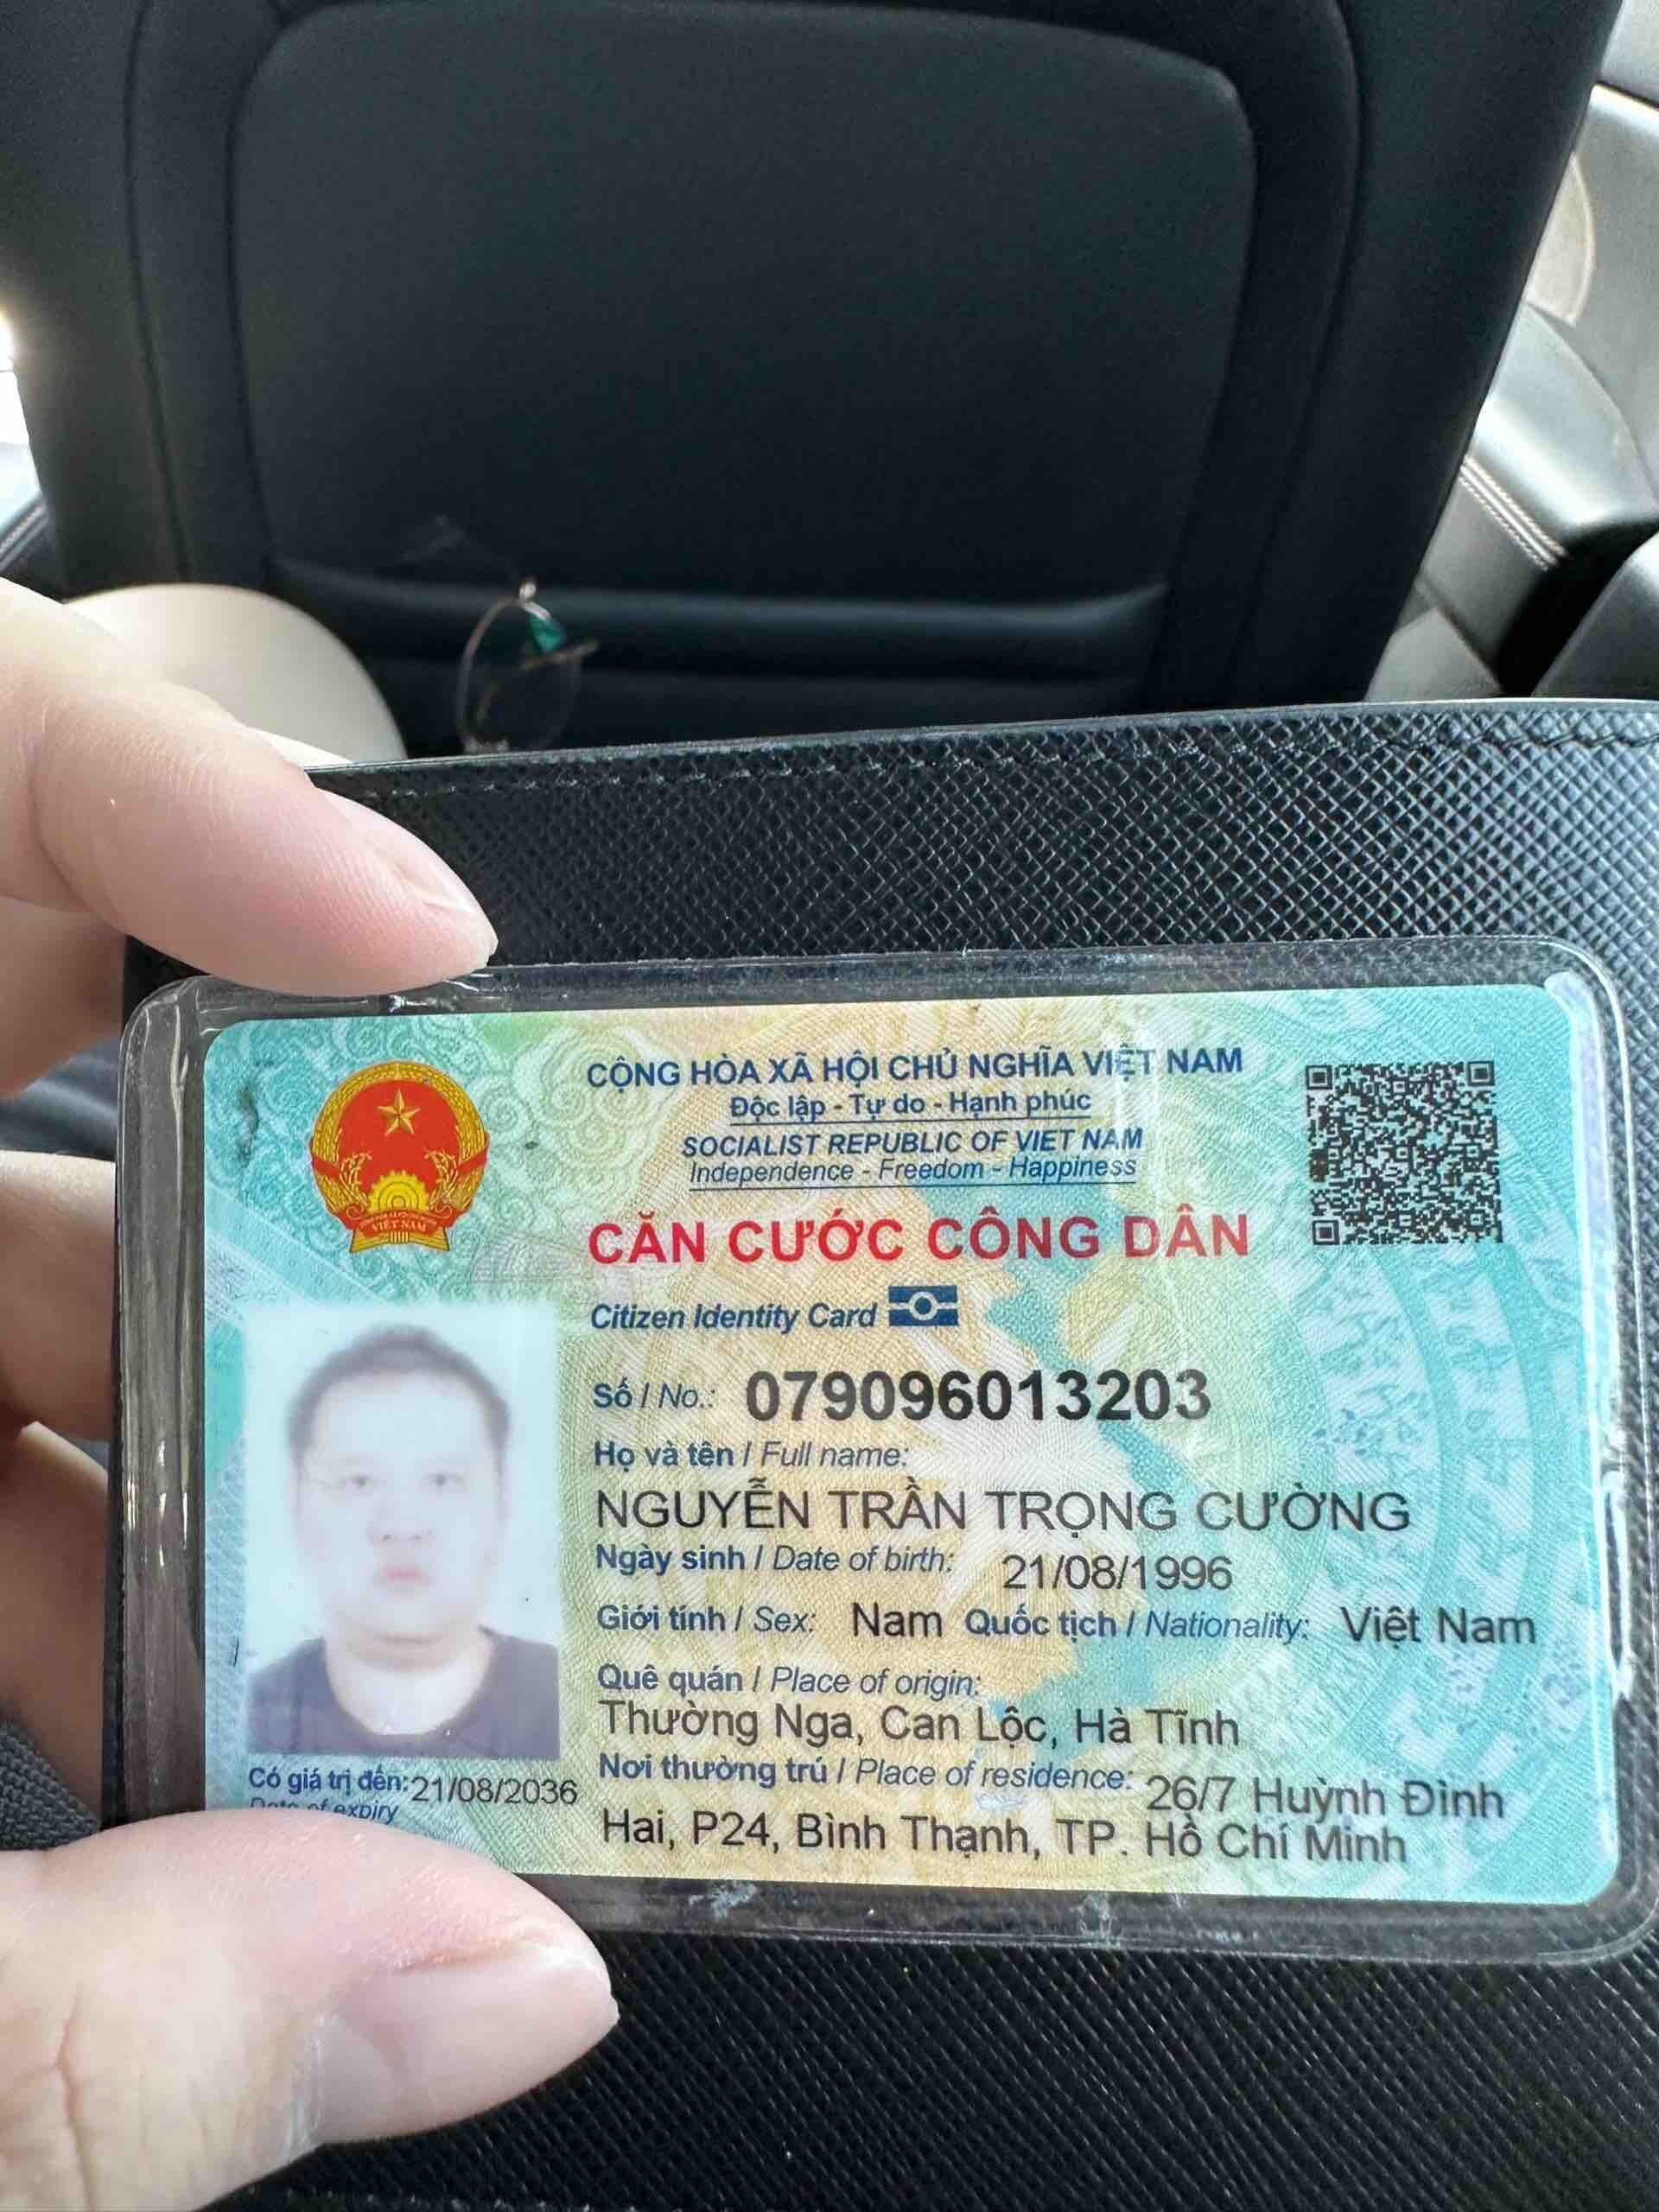 CỘNG HÒA XÃ HỘI CHỦ NGHĨA VIỆT NAM
Độc lập - Tự do - Hạnh phúc
SOCIALIST REPUBLIC OF VIET NAM
Independence - Freedom - Happiness
VIỆT NAM
CĂN CƯỚC CÔNG DÂN
Citizen Identity Card
Số / No.: 079096013203
Họ và tên / Full name:
NGUYỄN TRẦN TRỌNG CƯỜNG
Ngày sinh / Date of birth: 21/08/1996
Giới tính / Sex: Nam Quốc tịch / Nationality: Việt Nam
Quê quán / Place of origin:
Thường Nga, Can Lộc, Hà Tĩnh
Nơi thường trú / Place of residence: 26/7 Huỳnh Đình
Hai, P24, Bình Thạnh, TP. Hồ Chí Minh
Có giá trị đến: 21/08/2036
Date of expiry